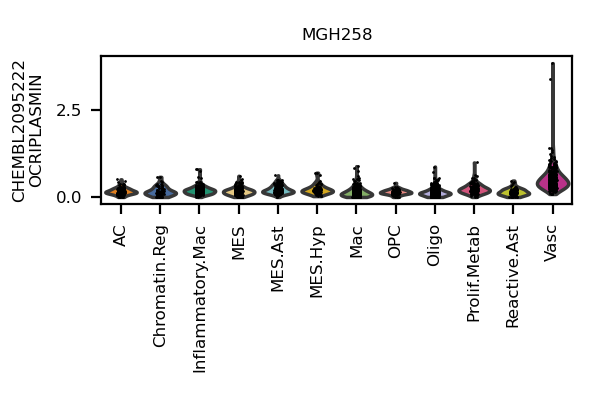 MGH258
CHEMBL2095222
OCRIPLASMIN
2.5
0.0
AC
Chromatin.Reg
Inflammatory.Mac
MES
MES.Ast
MES.Hyp
Mac
OPC
Oligo
Prolif.Metab
Reactive.Ast
Vasc